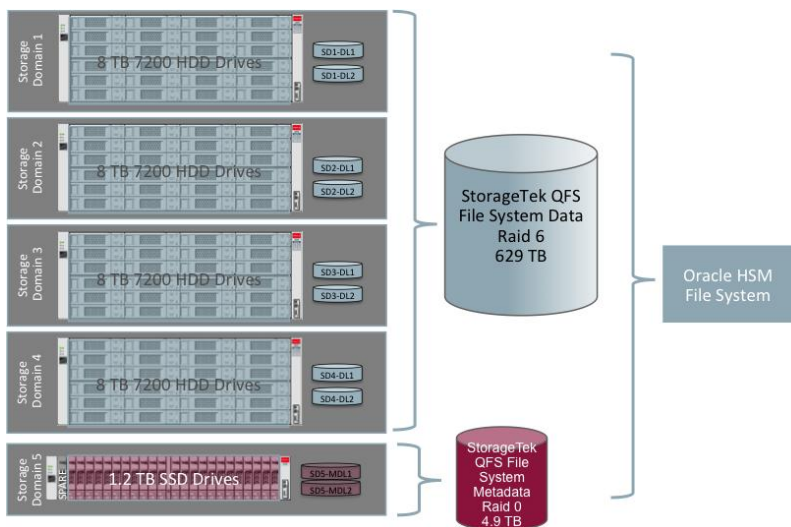 Storage
Domain 1
8 TB 7200 HDD Drives
SD1-DL1
SD1-DL2
Storage
Domain 2
8 TB 7200 HDD Drives
SD2-DL1
SD2-DL2
Storage
Domain 3
8 TB 7200 HDD Drives
SD3-DL1
SD3-DL2
Storage
Domain 4
8 TB 7200 HDD Drives
SD4-DL1
SD4-DL2
Storage
Domain 5
SPARE
1.2 TB SSD Drives
SD5-MDL1
SD5-MDL2
StorageTek QFS
File System Data
Raid 6
629 TB
StorageTek
QFS File
System
Metadata
Raid 0
4.9 TB
Oracle HSM
File System